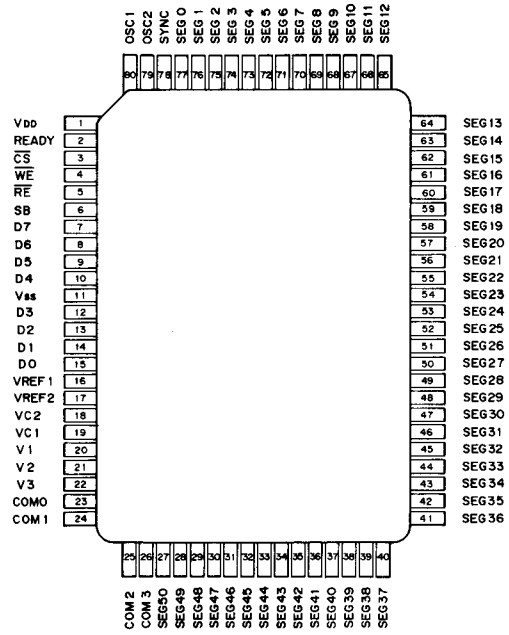 OSC1 OSC2 SYNC SEG0 SEG1 SEG2 SEG3 SEG4 SEG5 SEG6 SEG7 SEG8 SEG9 SEG10 SEG11 SEG12
80 79 78 77 76 75 74 73 72 71 70 69 68 67 66 65
VDD 1 64 SEG13
READY 2 63 SEG14
CS 3 62 SEG15
WE 4 61 SEG16
RE 5 60 SEG17
SB 6 59 SEG18
D7 7 58 SEG19
D6 8 57 SEG20
D5 9 56 SEG21
D4 10 55 SEG22
Vss 11 54 SEG23
D3 12 53 SEG24
D2 13 52 SEG25
D1 14 51 SEG26
D0 15 50 SEG27
VREF1 16 49 SEG28
VREF2 17 48 SEG29
VC2 18 47 SEG30
VC1 19 46 SEG31
V1 20 45 SEG32
V2 21 44 SEG33
V3 22 43 SEG34
COM0 23 42 SEG35
COM1 24 41 SEG36
25 26 27 28 29 30 31 32 33 34 35 36 37 38 39 40
COM2 COM3 SEG50 SEG49 SEG48 SEG47 SEG46 SEG45 SEG44 SEG43 SEG42 SEG41 SEG40 SEG39 SEG38 SEG37